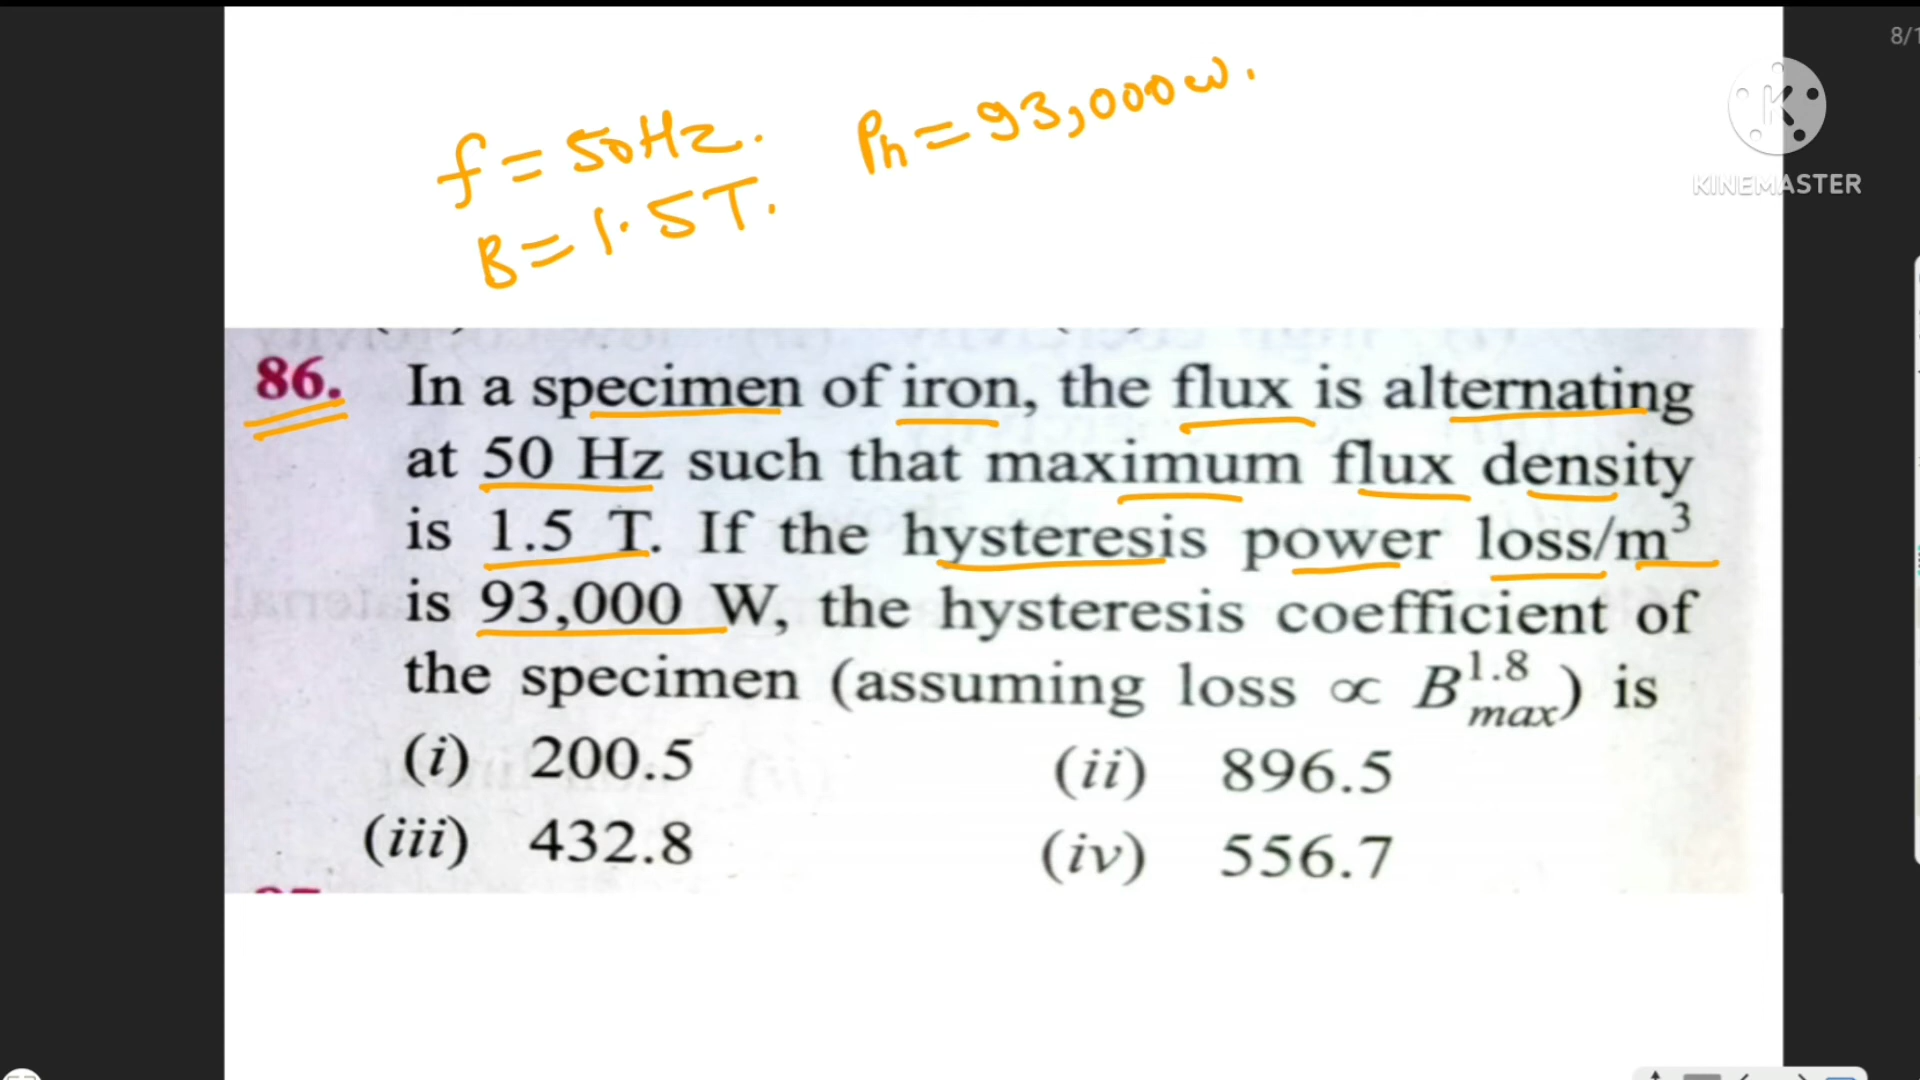 8/1
KINEMASTER
f = 50Hz. Ph = 93,000w.
B = 1.5T.
86. In a specimen of iron, the flux is alternating
at 50 Hz such that maximum flux density
is 1.5 T. If the hysteresis power loss/m³
is 93,000 W, the hysteresis coefficient of
the specimen (assuming loss ∝ B^1.8_max) is
(i) 200.5 (ii) 896.5
(iii) 432.8 (iv) 556.7